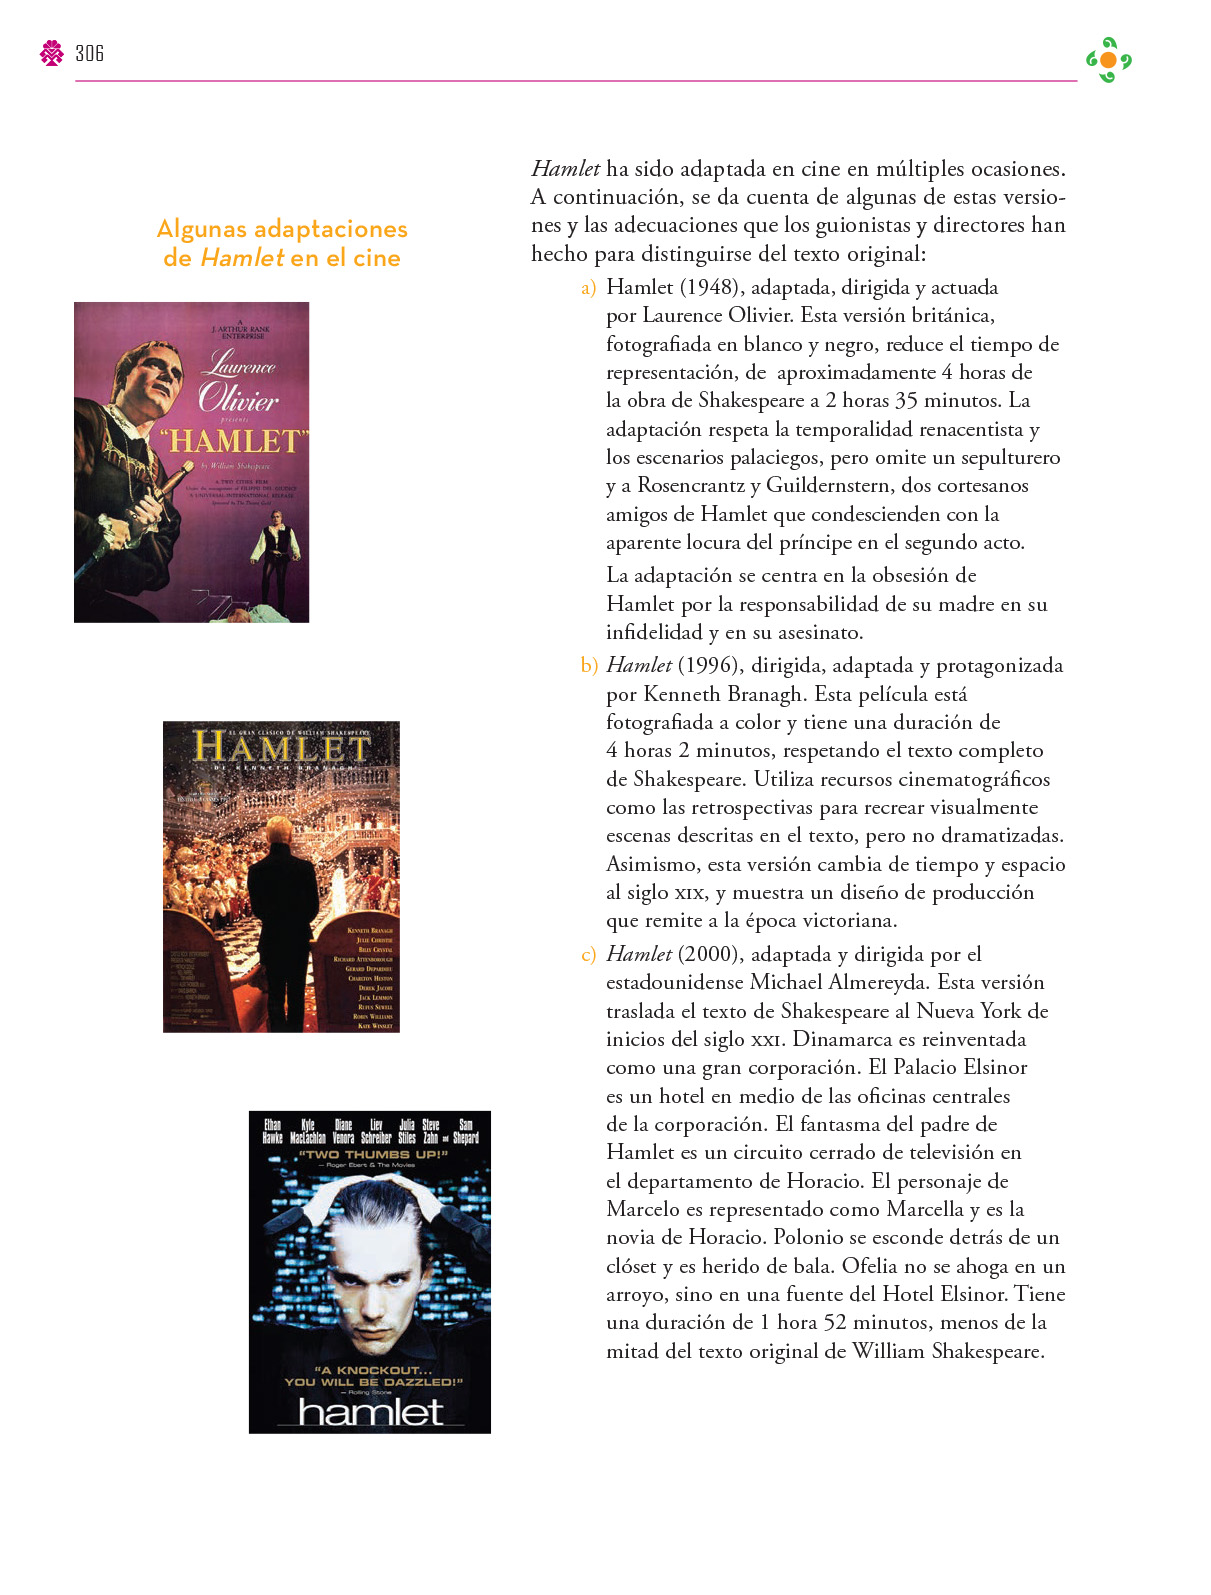 306
Algunas adaptaciones
de Hamlet en el cine
Hamlet ha sido adaptada en cine en múltiples ocasiones.
A continuación, se da cuenta de algunas de estas versio-
nes y las adecuaciones que los guionistas y directores han
hecho para distinguirse del texto original:
a) Hamlet (1948), adaptada, dirigida y actuada
por Laurence Olivier. Esta versión británica,
fotografiada en blanco y negro, reduce el tiempo de
representación, de aproximadamente 4 horas de
la obra de Shakespeare a 2 horas 35 minutos. La
adaptación respeta la temporalidad renacentista y
los escenarios palaciegos, pero omite un sepulturero
y a Rosencrantz y Guildernstern, dos cortesanos
amigos de Hamlet que condescienden con la
aparente locura del príncipe en el segundo acto.
La adaptación se centra en la obsesión de
Hamlet por la responsabilidad de su madre en su
infidelidad y en su asesinato.
b) Hamlet (1996), dirigida, adaptada y protagonizada
por Kenneth Branagh. Esta película está
fotografiada a color y tiene una duración de
4 horas 2 minutos, respetando el texto completo
de Shakespeare. Utiliza recursos cinematográficos
como las retrospectivas para recrear visualmente
escenas descritas en el texto, pero no dramatizadas.
Asimismo, esta versión cambia de tiempo y espacio
al siglo XIX, y muestra un diseño de producción
que remite a la época victoriana.
c) Hamlet (2000), adaptada y dirigida por el
estadounidense Michael Almereyda. Esta versión
traslada el texto de Shakespeare al Nueva York de
inicios del siglo XXI. Dinamarca es reinventada
como una gran corporación. El Palacio Elsinor
es un hotel en medio de las oficinas centrales
de la corporación. El fantasma del padre de
Hamlet es un circuito cerrado de televisión en
el departamento de Horacio. El personaje de
Marcelo es representado como Marcella y es la
novia de Horacio. Polonio se esconde detrás de un
clóset y es herido de bala. Ofelia no se ahoga en un
arroyo, sino en una fuente del Hotel Elsinor. Tiene
una duración de 1 hora 52 minutos, menos de la
mitad del texto original de William Shakespeare.
A
J. ARTHUR RANK
ENTERPRISE
Laurence
Olivier
presents
"HAMLET"
by William Shakespeare
A TWO CITIES FILM
Under the management of FILIPPO DEL GIUDICE
A UNIVERSAL-INTERNATIONAL RELEASE
EL GRAN CLASICO DE WILLIAM SHAKESPEARE
HAMLET
DE KENNETH BRANAGH
KENNETH BRANAGH
JULIE CHRISTIE
BILLY CRYSTAL
RICHARD ATTENBOROUGH
GERARD DEPARDIEU
CHARLTON HESTON
DEREK JACOBI
JACK LEMMON
RUFUS SEWELL
ROBIN WILLIAMS
KATE WINSLET
Ethan Hawke Kyle MacLachlan Diane Venora Liev Schreiber Julia Stiles Steve Zahn and Sam Shepard
"TWO THUMBS UP!"
– Roger Ebert & The Movies
"A KNOCKOUT...
YOU WILL BE DAZZLED!"
– Rolling Stone
hamlet